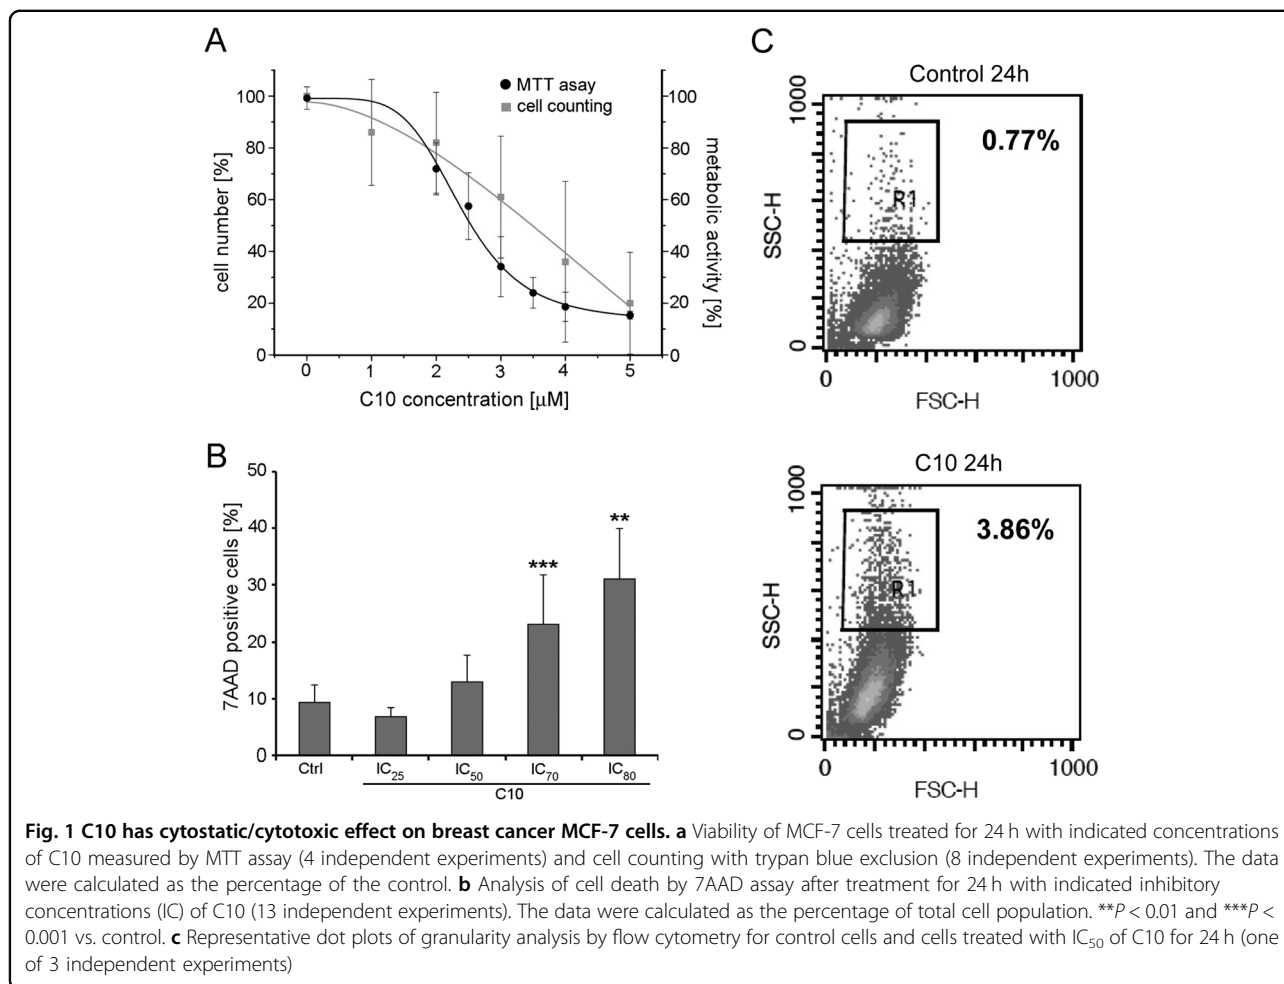 A
MTT asay
cell counting
100
80
60
40
20
0
cell number [%]
100
80
60
40
20
0
metabolic activity [%]
0 1 2 3 4 5
C10 concentration [µM]
B
50
40
30
20
10
0
7AAD positive cells [%]
***
**
Ctrl IC25 IC50 IC70 IC80
C10
C
Control 24h
1000
0
SSC-H
0.77%
R1
0 1000
FSC-H
C10 24h
1000
0
SSC-H
3.86%
R1
0 1000
FSC-H
Fig. 1 C10 has cytostatic/cytotoxic effect on breast cancer MCF-7 cells. a Viability of MCF-7 cells treated for 24 h with indicated concentrations
of C10 measured by MTT assay (4 independent experiments) and cell counting with trypan blue exclusion (8 independent experiments). The data
were calculated as the percentage of the control. b Analysis of cell death by 7AAD assay after treatment for 24 h with indicated inhibitory
concentrations (IC) of C10 (13 independent experiments). The data were calculated as the percentage of total cell population. **P < 0.01 and ***P <
0.001 vs. control. c Representative dot plots of granularity analysis by flow cytometry for control cells and cells treated with IC50 of C10 for 24 h (one
of 3 independent experiments)